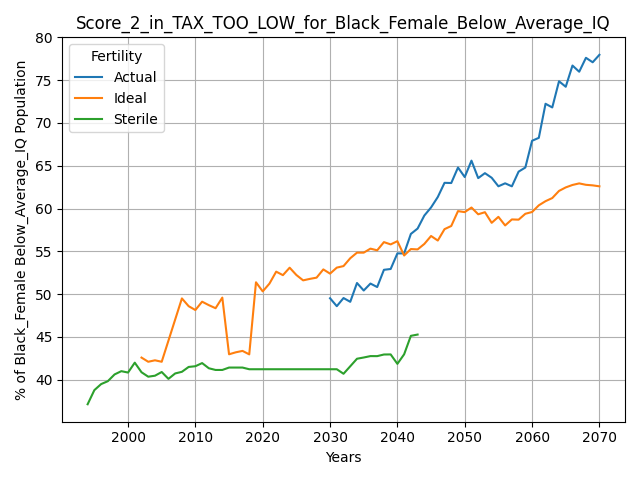 Score_2_in_TAX_TOO_LOW_for_Black_Female_Below_Average_IQ
% of Black_Female Below_Average_IQ Population
80
75
70
65
60
55
50
45
40
Fertility
Actual
Ideal
Sterile
2000 2010 2020 2030 2040 2050 2060 2070
Years